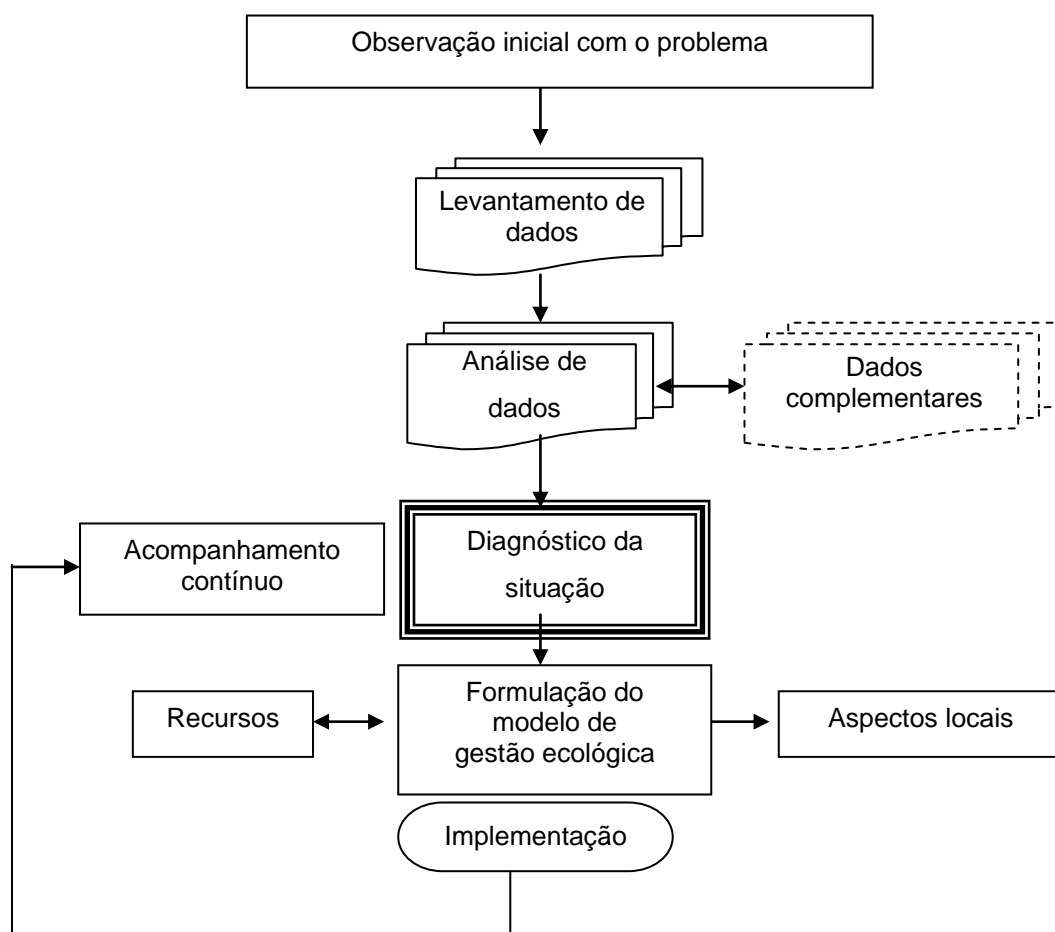 Observação inicial com o problema
Levantamento de
dados
Análise de
dados
Dados
complementares
Acompanhamento
contínuo
Diagnóstico da
situação
Recursos
Formulação do
modelo de
gestão ecológica
Aspectos locais
Implementação